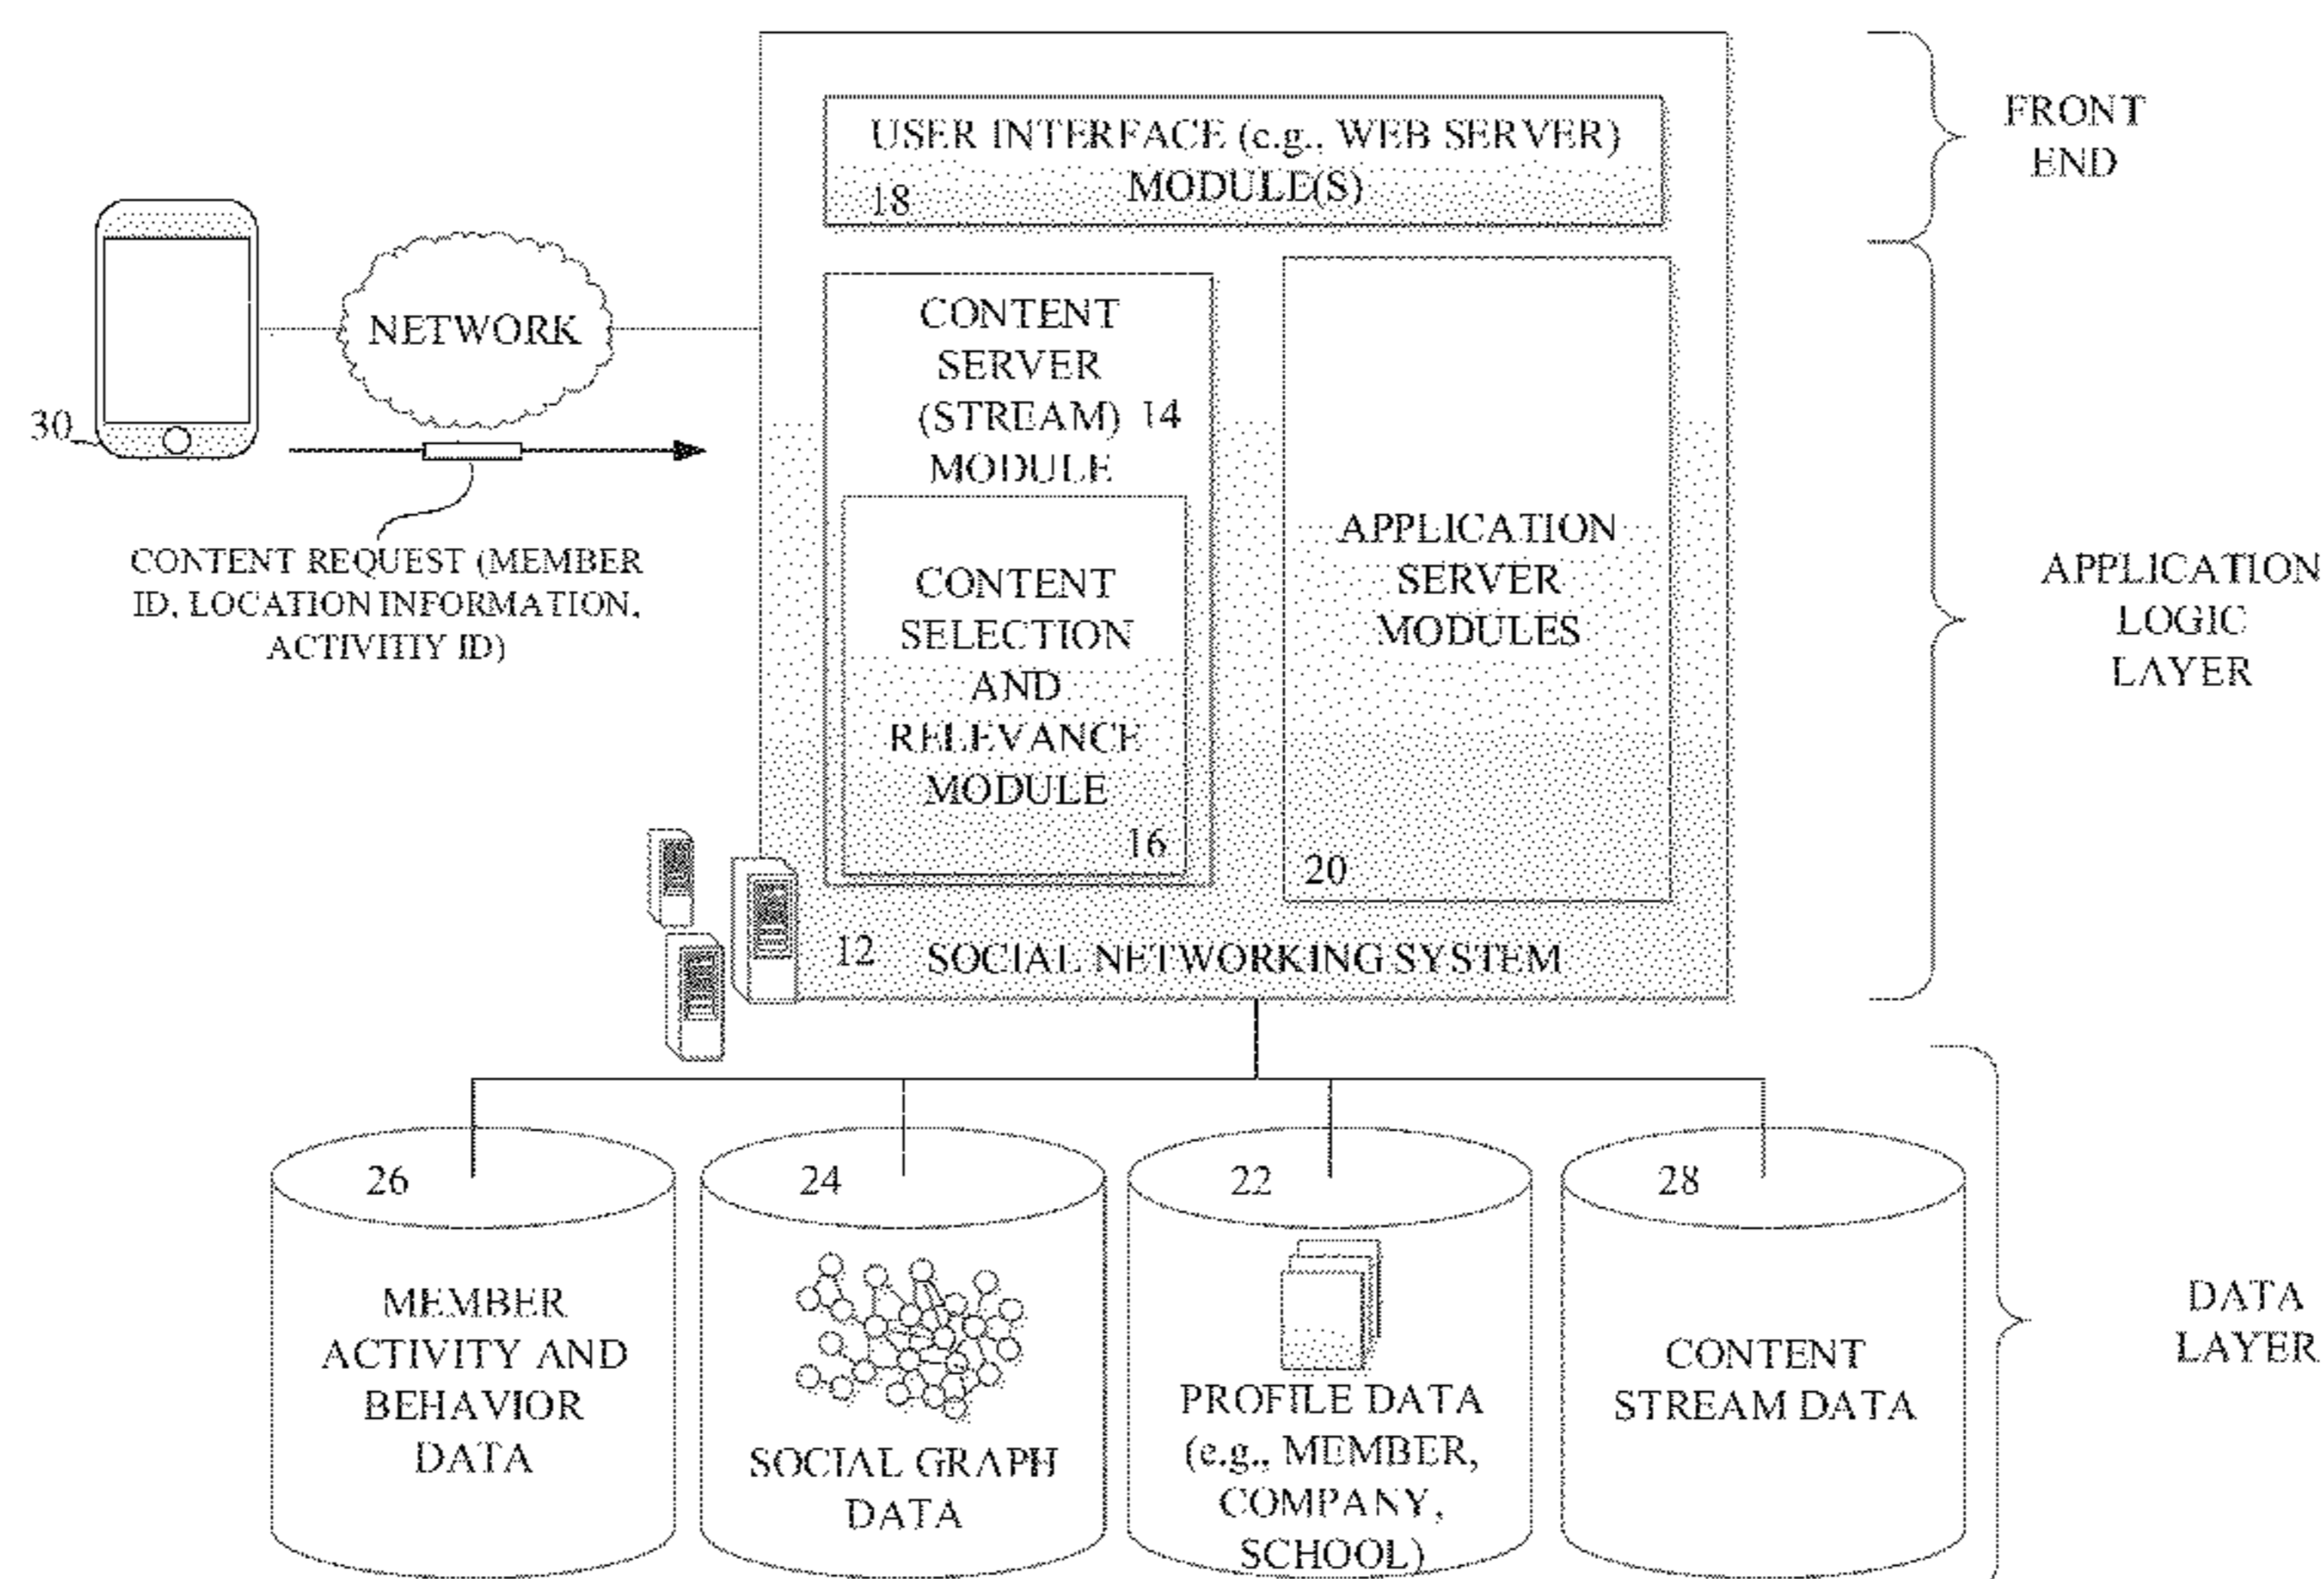 USER INTERFACE (e.g., WEB SERVER)
MODULE(S)
18
FRONT
END
NETWORK
30
CONTENT REQUEST (MEMBER
ID, LOCATION INFORMATION,
ACTIVITIY ID)
CONTENT
SERVER
(STREAM) 14
MODULE
CONTENT
SELECTION
AND
RELEVANCE
MODULE
16
APPLICATION
SERVER
MODULES
20
12 SOCIAL NETWORKING SYSTEM
APPLICATION
LOGIC
LAYER
26
MEMBER
ACTIVITY AND
BEHAVIOR
DATA
24
SOCIAL GRAPH
DATA
22
PROFILE DATA
(e.g., MEMBER,
COMPANY,
SCHOOL)
28
CONTENT
STREAM DATA
DATA
LAYER